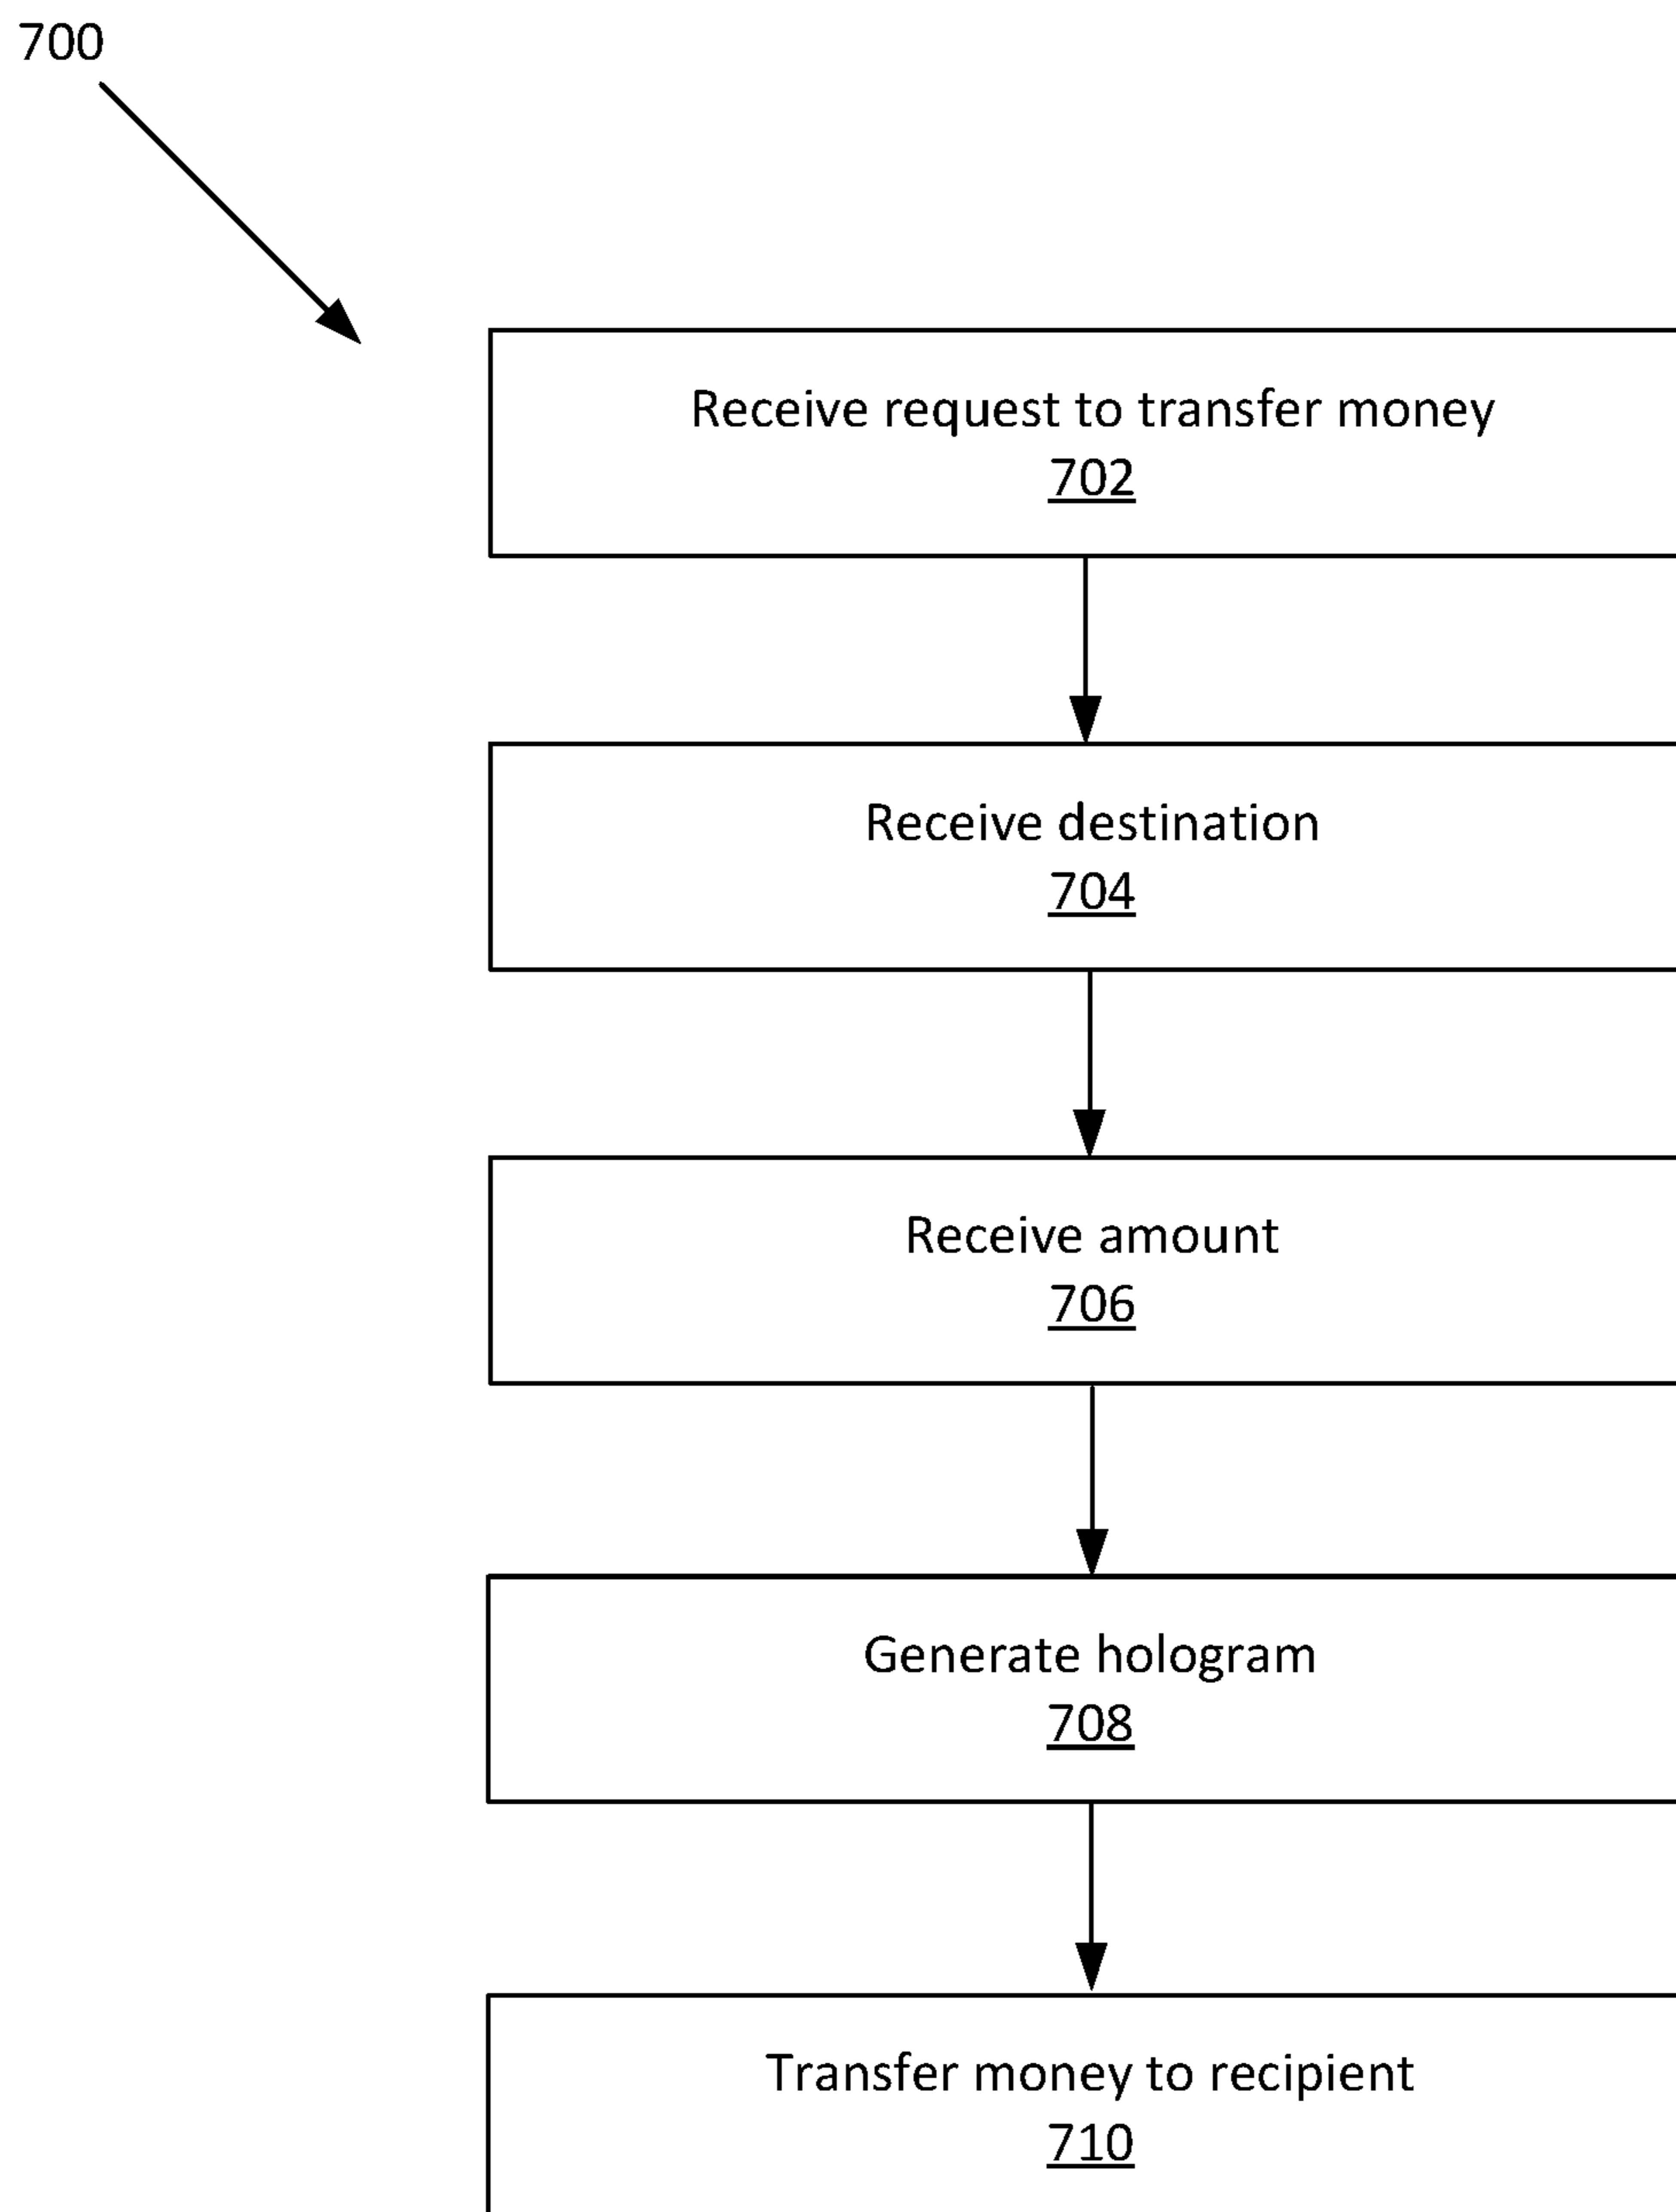 700
Receive request to transfer money
702
Receive destination
704
Receive amount
706
Generate hologram
708
Transfer money to recipient
710